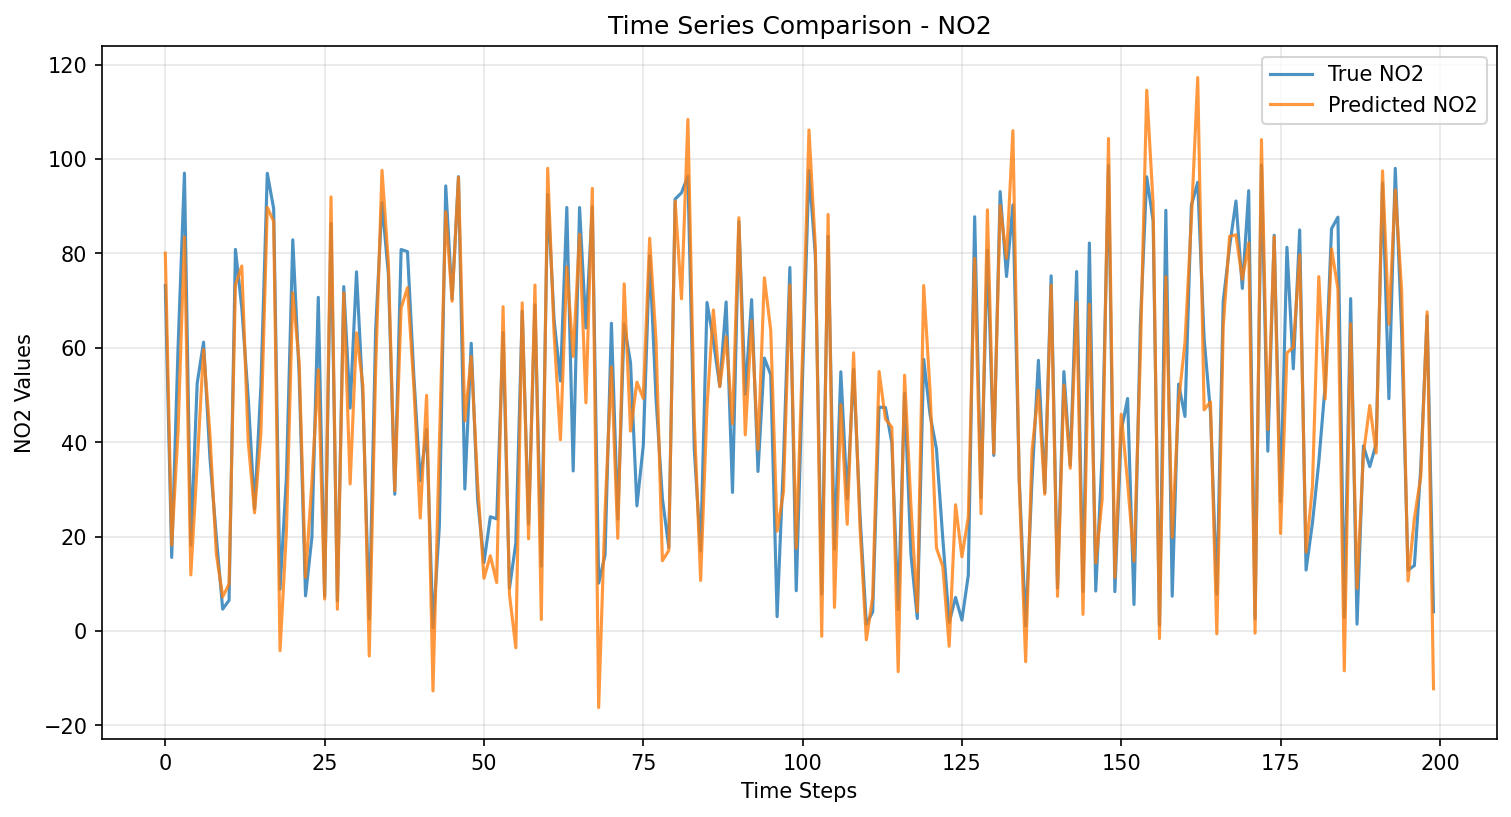 Time Series Comparison - NO2
True NO2
Predicted NO2
NO2 Values
120
100
80
60
40
20
0
−20
0 25 50 75 100 125 150 175 200
Time Steps